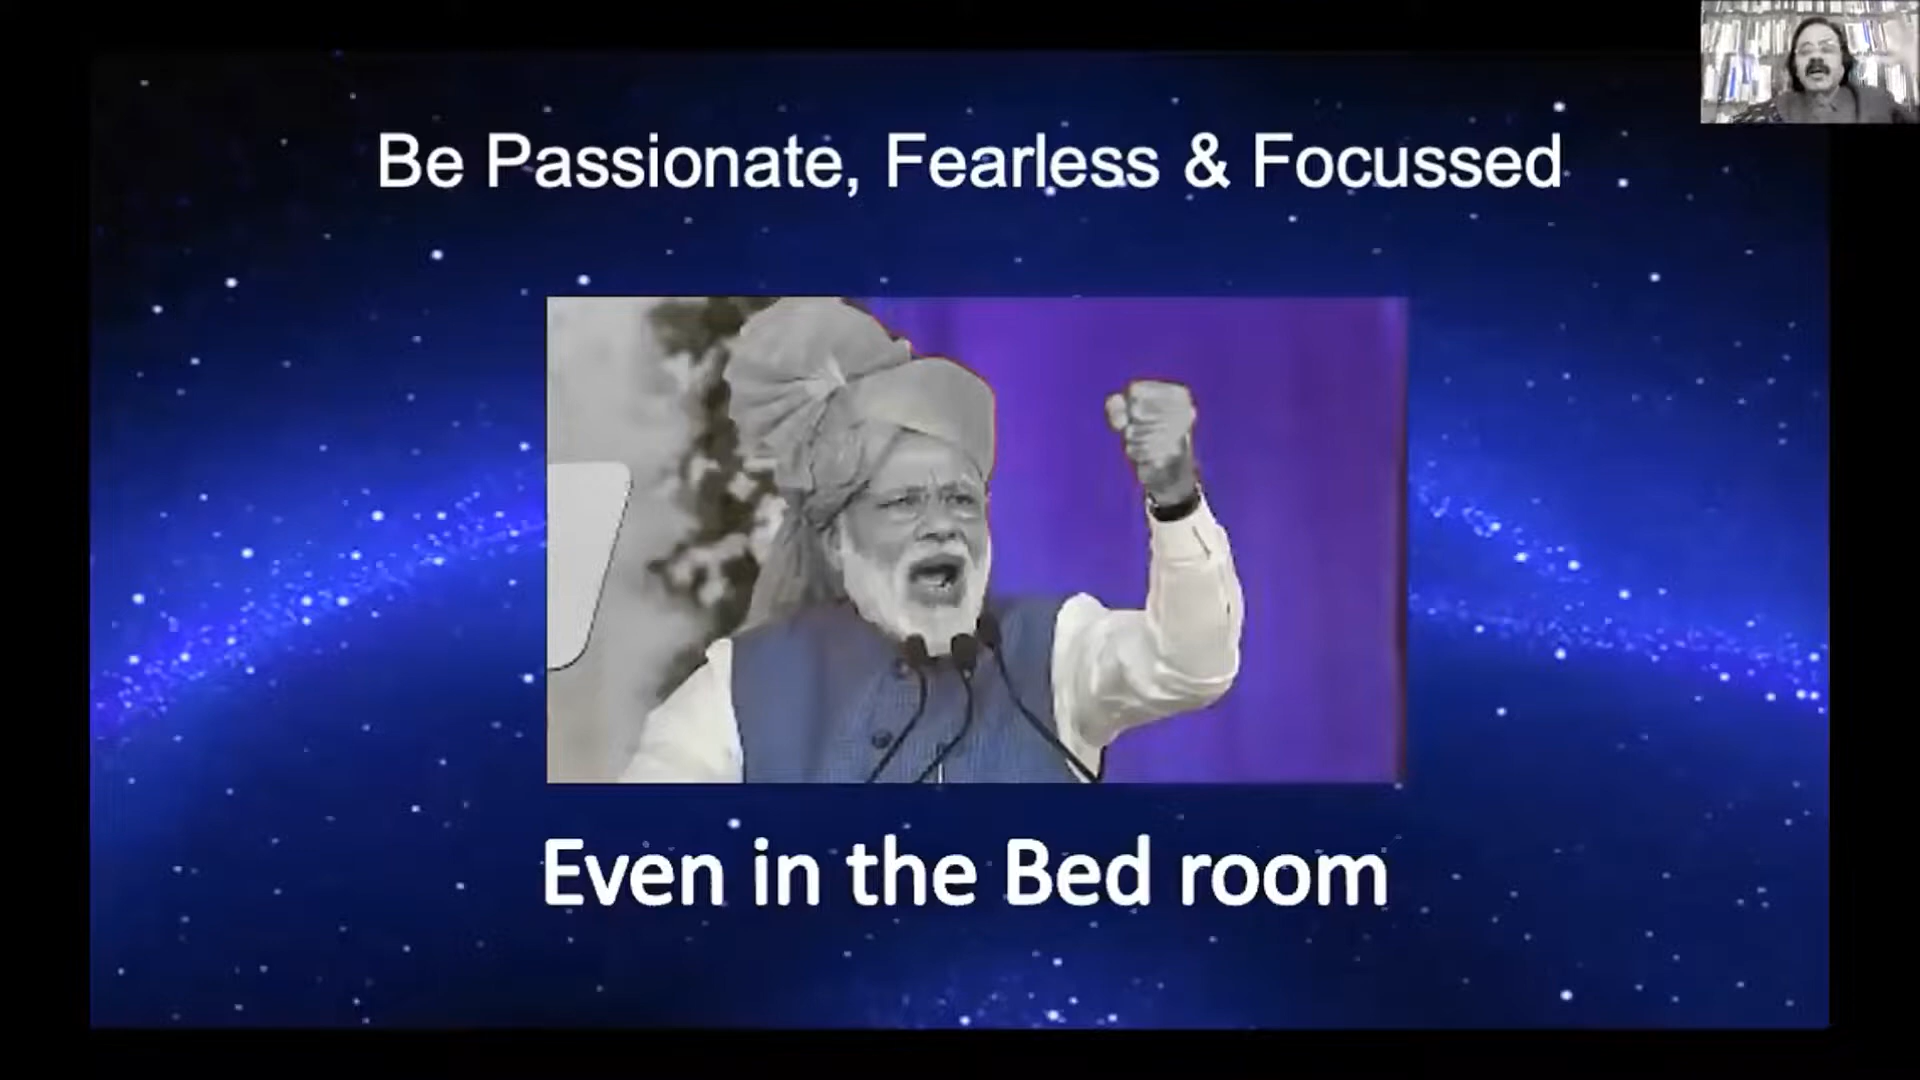 Be Passionate, Fearless & Focussed
Even in the Bed room